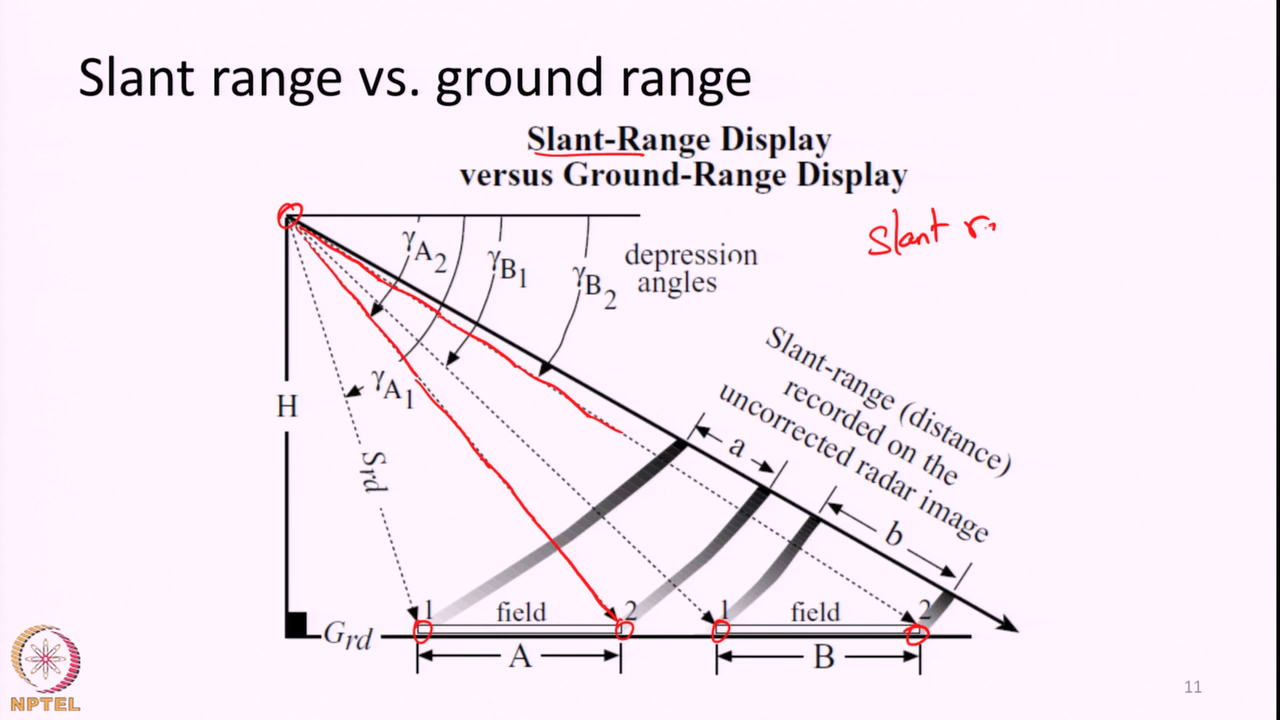 Slant range vs. ground range
Slant-Range Display
versus Ground-Range Display
Slant r
γA2
γB1
γB2
depression
angles
γA1
H
Srd
Slant-range (distance)
recorded on the
uncorrected radar image
a
b
1
field
2
1
field
2
Grd
A
B
NPTEL
11